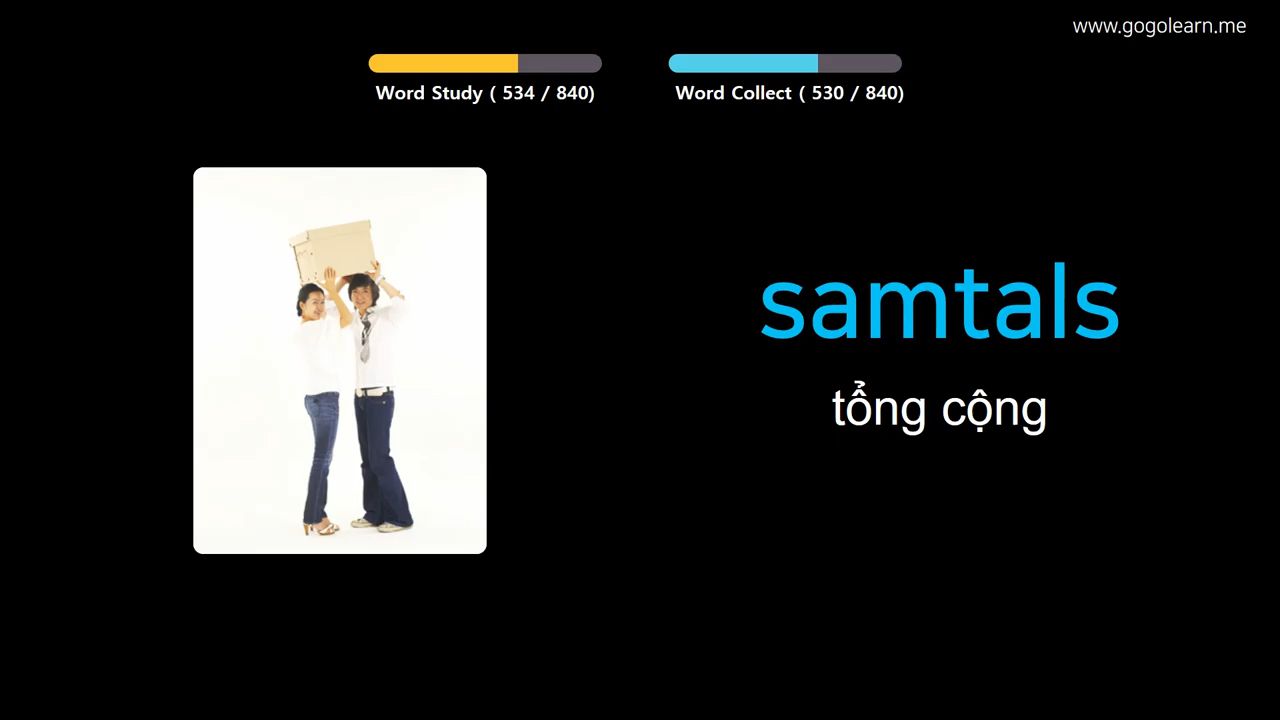 www.gogolearn.me
Word Study ( 534 / 840)
Word Collect ( 530 / 840)
samtals
tổng cộng